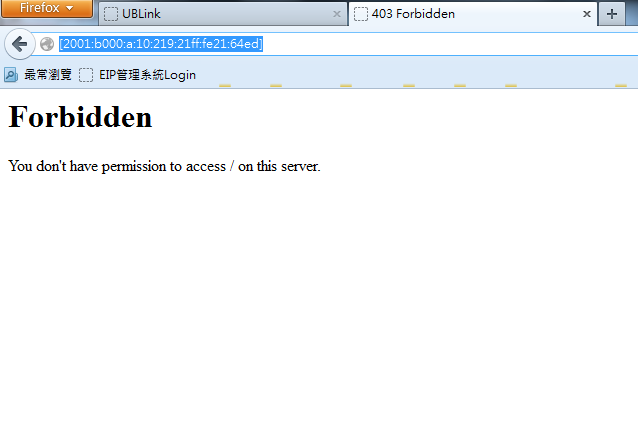 Firefox
UBLink
403 Forbidden
[2001:b000:a:10:219:21ff:fe21:64ed]
最常瀏覽
EIP管理系統Login
Forbidden
You don't have permission to access / on this server.